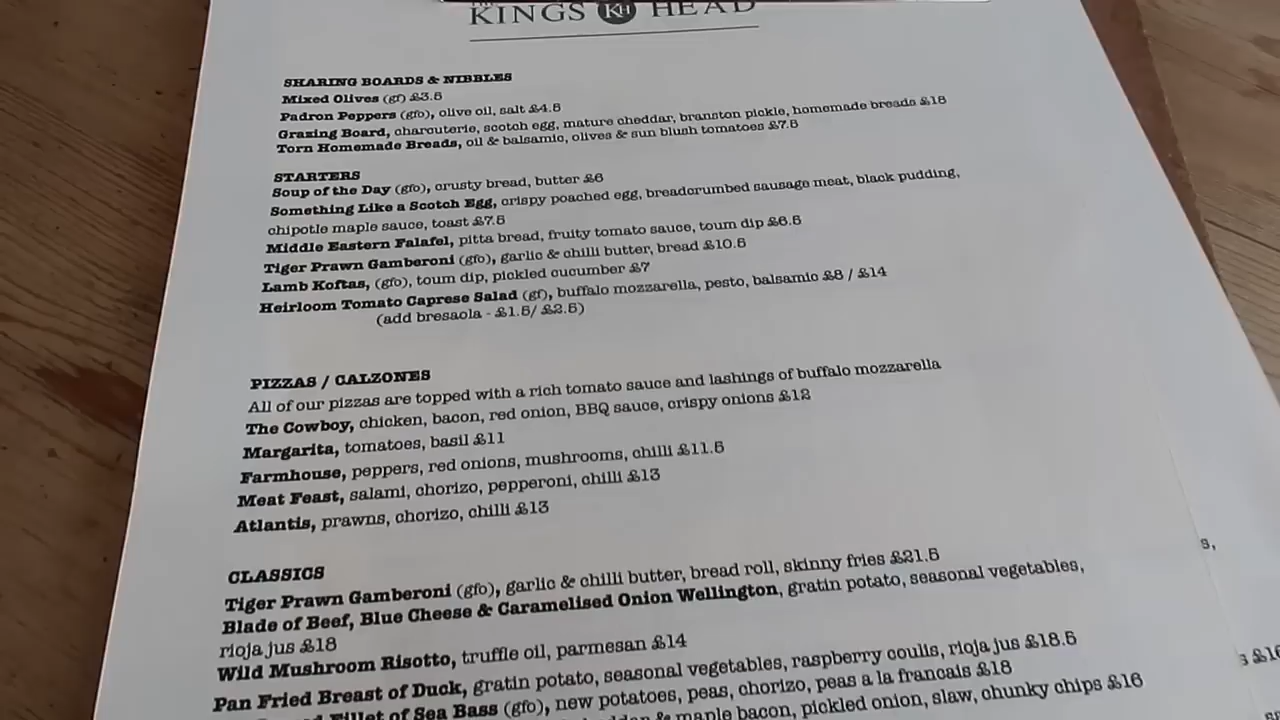 KINGS KH HEAD
SHARING BOARDS & NIBBLES
Mixed Olives (gf) £3.5
Padron Peppers (gfo), olive oil, salt £4.5
Grazing Board, charcuterie, scotch egg, mature cheddar, branston pickle, homemade breads £18
Torn Homemade Breads, oil & balsamic, olives & sun blush tomatoes £7.5
STARTERS
Soup of the Day (gfo), crusty bread, butter £6
Something Like a Scotch Egg, crispy poached egg, breadcrumbed sausage meat, black pudding,
chipotle maple sauce, toast £7.5
Middle Eastern Falafel, pitta bread, fruity tomato sauce, toum dip £6.5
Tiger Prawn Gamberoni (gfo), garlic & chilli butter, bread £10.5
Lamb Koftas, (gfo), toum dip, pickled cucumber £7
Heirloom Tomato Caprese Salad (gf), buffalo mozzarella, pesto, balsamic £8 / £14
(add bresaola - £1.5/ £2.5)
PIZZAS / CALZONES
All of our pizzas are topped with a rich tomato sauce and lashings of buffalo mozzarella
The Cowboy, chicken, bacon, red onion, BBQ sauce, crispy onions £12
Margarita, tomatoes, basil £11
Farmhouse, peppers, red onions, mushrooms, chilli £11.5
Meat Feast, salami, chorizo, pepperoni, chilli £13
Atlantis, prawns, chorizo, chilli £13
CLASSICS
Tiger Prawn Gamberoni (gfo), garlic & chilli butter, bread roll, skinny fries £21.5
Blade of Beef, Blue Cheese & Caramelised Onion Wellington, gratin potato, seasonal vegetables,
rioja jus £18
Wild Mushroom Risotto, truffle oil, parmesan £14
Pan Fried Breast of Duck, gratin potato, seasonal vegetables, raspberry coulis, rioja jus £18.5
Fillet of Sea Bass (gfo), new potatoes, peas, chorizo, peas a la francais £18
& maple bacon, pickled onion, slaw, chunky chips £16
s,